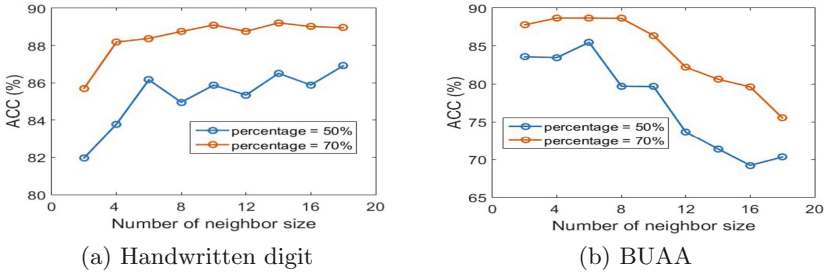 90
88
86
84
82
80
ACC (%)
percentage = 50%
percentage = 70%
0 4 8 12 16 20
Number of neighbor size
(a) Handwritten digit
90
85
80
75
70
65
ACC (%)
percentage = 50%
percentage = 70%
0 4 8 12 16 20
Number of neighbor size
(b) BUAA